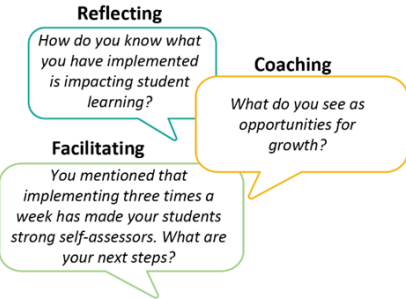 Reflecting
How do you know what
you have implemented
is impacting student
learning?
Coaching
What do you see as
opportunities for
growth?
Facilitating
You mentioned that
implementing three times a
week has made your students
strong self-assessors. What are
your next steps?